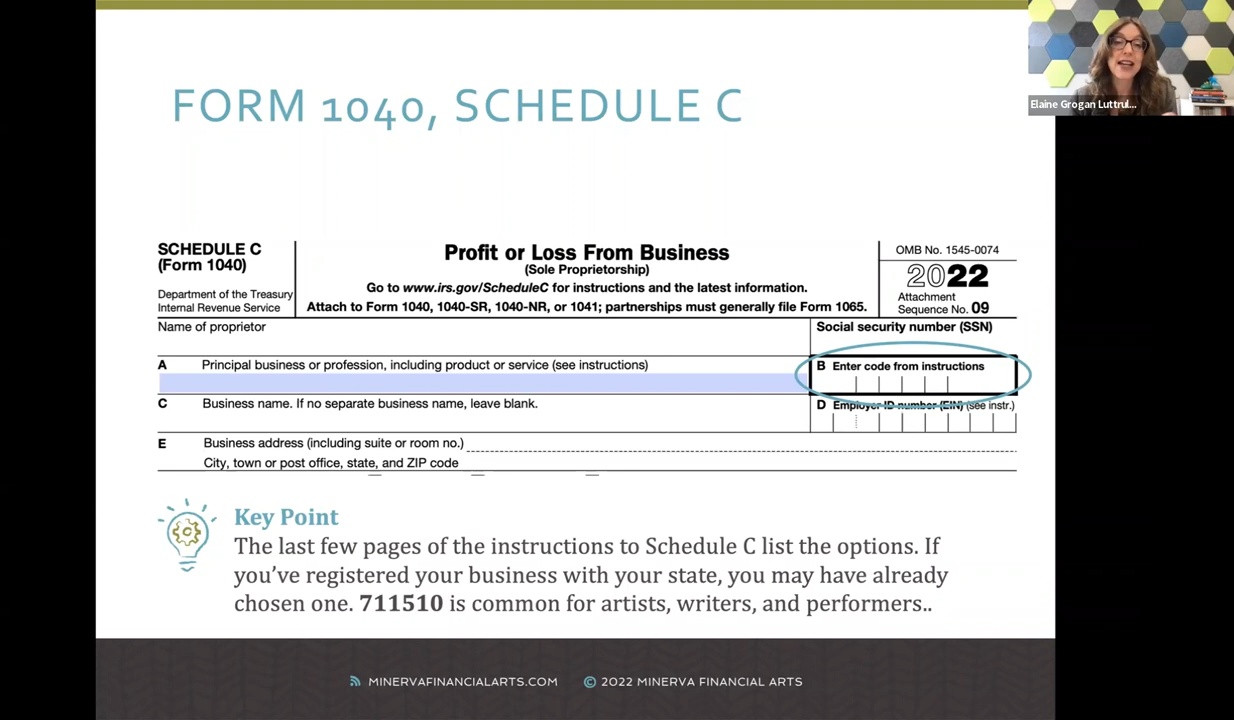 Elaine Grogan Luttrul...
FORM 1040, SCHEDULE C
SCHEDULE C
(Form 1040)
Department of the Treasury
Internal Revenue Service
Profit or Loss From Business
(Sole Proprietorship)
Go to www.irs.gov/ScheduleC for instructions and the latest information.
Attach to Form 1040, 1040-SR, 1040-NR, or 1041; partnerships must generally file Form 1065.
OMB No. 1545-0074
2022
Attachment
Sequence No. 09
Name of proprietor
Social security number (SSN)
A Principal business or profession, including product or service (see instructions)
B Enter code from instructions
C Business name. If no separate business name, leave blank.
D Employer ID number (EIN) (see instr.)
E Business address (including suite or room no.)
City, town or post office, state, and ZIP code
Key Point
The last few pages of the instructions to Schedule C list the options. If
you've registered your business with your state, you may have already
chosen one. 711510 is common for artists, writers, and performers..
MINERVAFINANCIALARTS.COM © 2022 MINERVA FINANCIAL ARTS